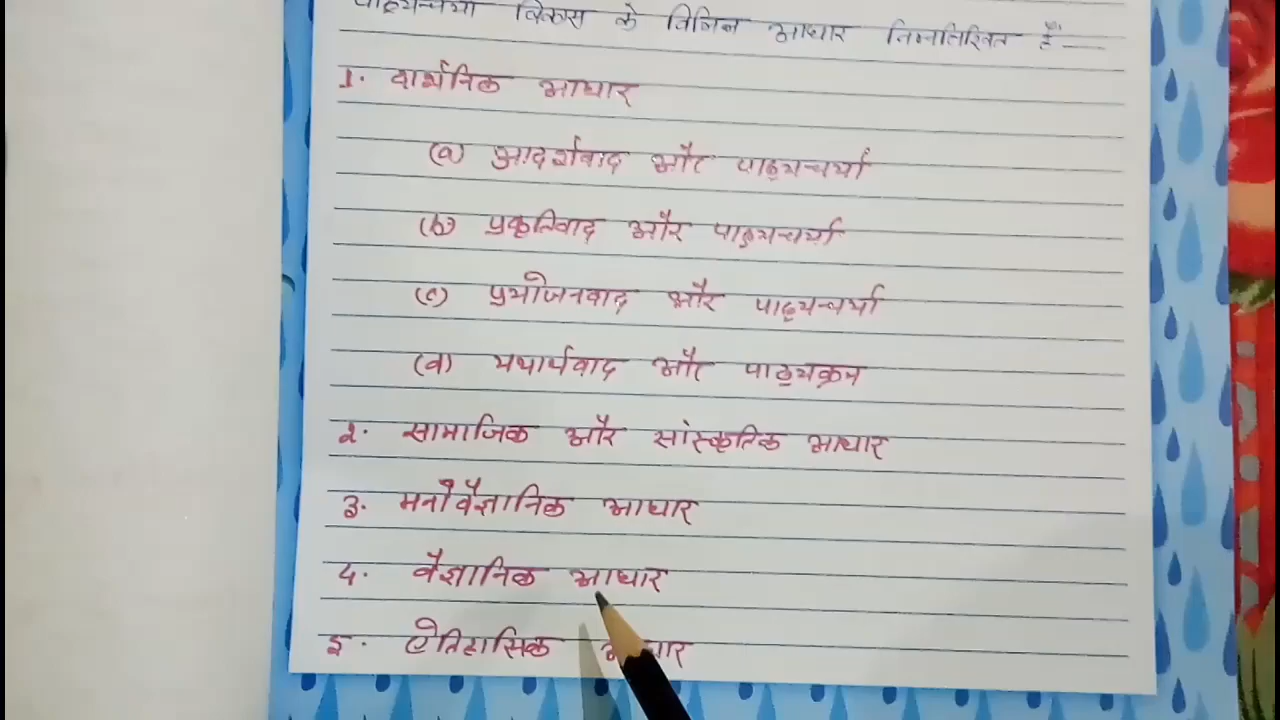 पाठ्यचर्या विकास के विभिन्न आधार निम्नलिखित हैं—
1. दार्शनिक आधार
(a) आदर्शवाद और पाठ्यचर्या
(b) प्रकृतिवाद और पाठ्यचर्या
(c) प्रयोजनवाद और पाठ्यचर्या
(d) यथार्थवाद और पाठ्यक्रम
2. सामाजिक और सांस्कृतिक आधार
3. मनोवैज्ञानिक आधार
4. वैज्ञानिक आधार
5. ऐतिहासिक आधार